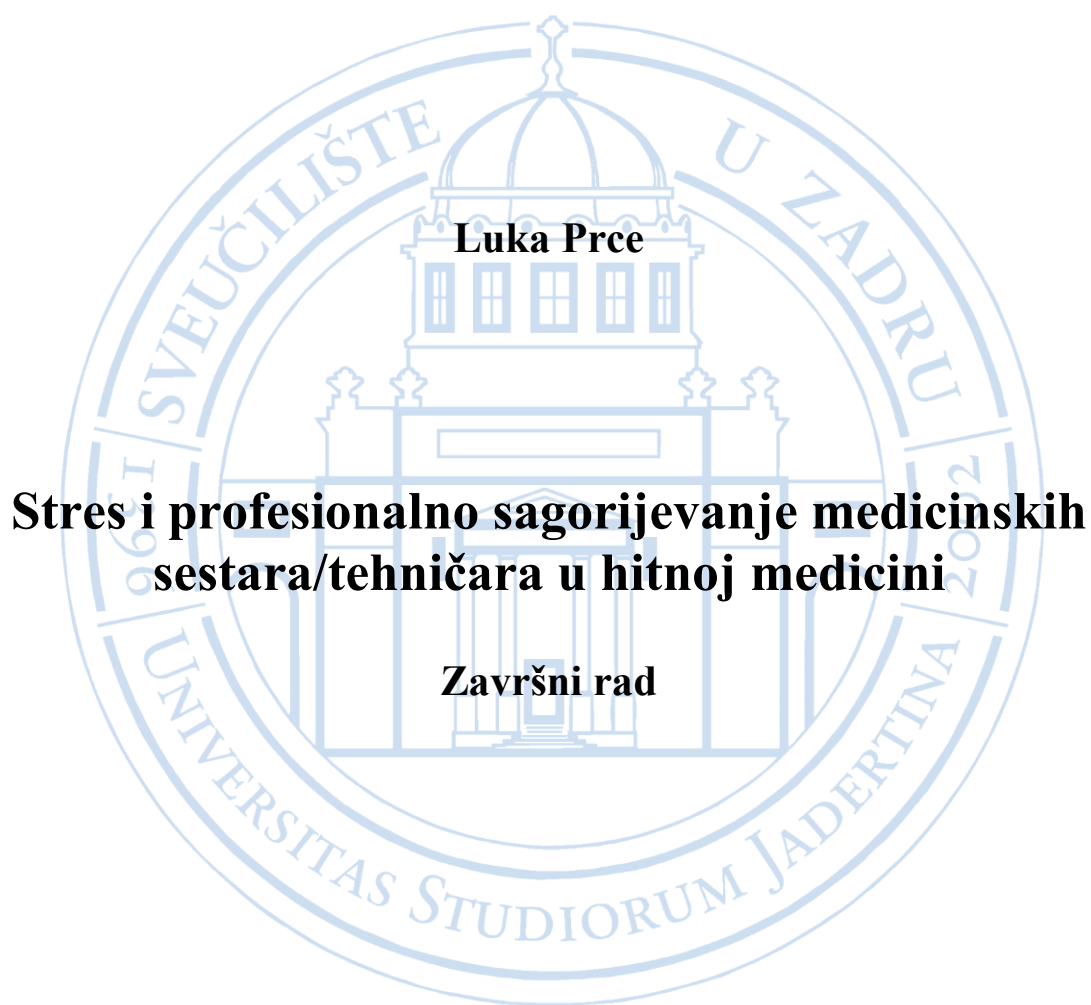 SVEUČILIŠTE U ZADRU
Luka Prce
Stres i profesionalno sagorijevanje medicinskih
sestara/tehničara u hitnoj medicini
Završni rad
1396
2002
UNIVERSITAS STUDIORUM JADERTINA